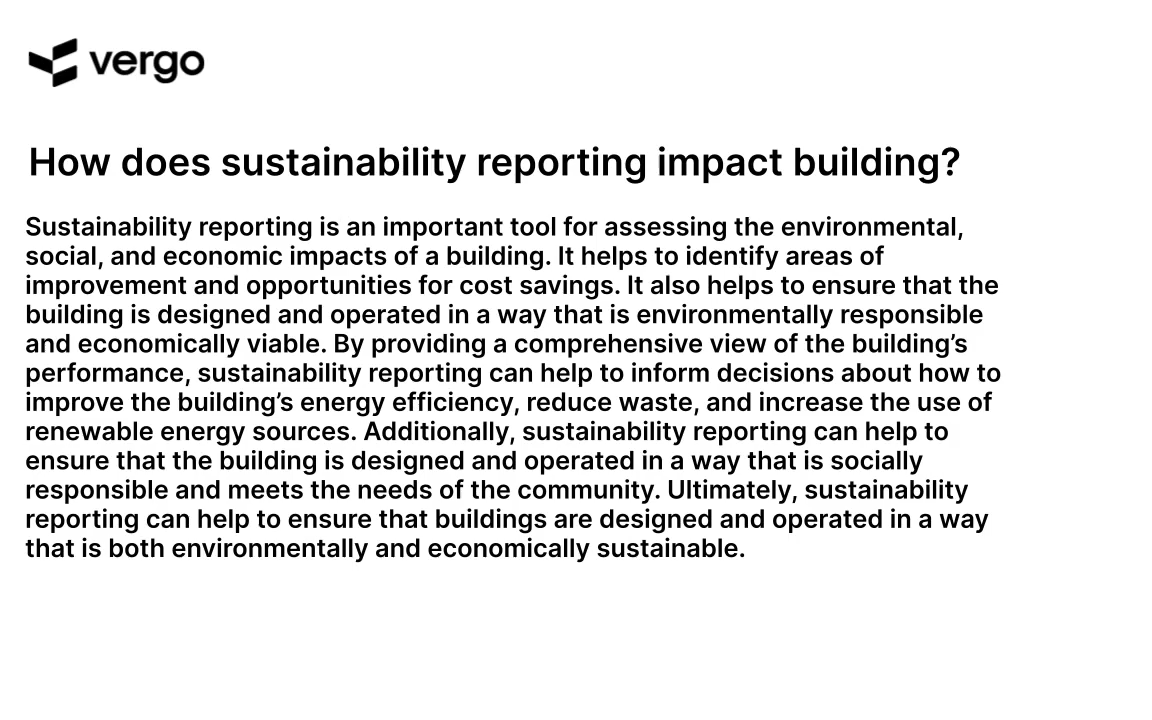 vergo
How does sustainability reporting impact building?
Sustainability reporting is an important tool for assessing the environmental,
social, and economic impacts of a building. It helps to identify areas of
improvement and opportunities for cost savings. It also helps to ensure that the
building is designed and operated in a way that is environmentally responsible
and economically viable. By providing a comprehensive view of the building’s
performance, sustainability reporting can help to inform decisions about how to
improve the building’s energy efficiency, reduce waste, and increase the use of
renewable energy sources. Additionally, sustainability reporting can help to
ensure that the building is designed and operated in a way that is socially
responsible and meets the needs of the community. Ultimately, sustainability
reporting can help to ensure that buildings are designed and operated in a way
that is both environmentally and economically sustainable.